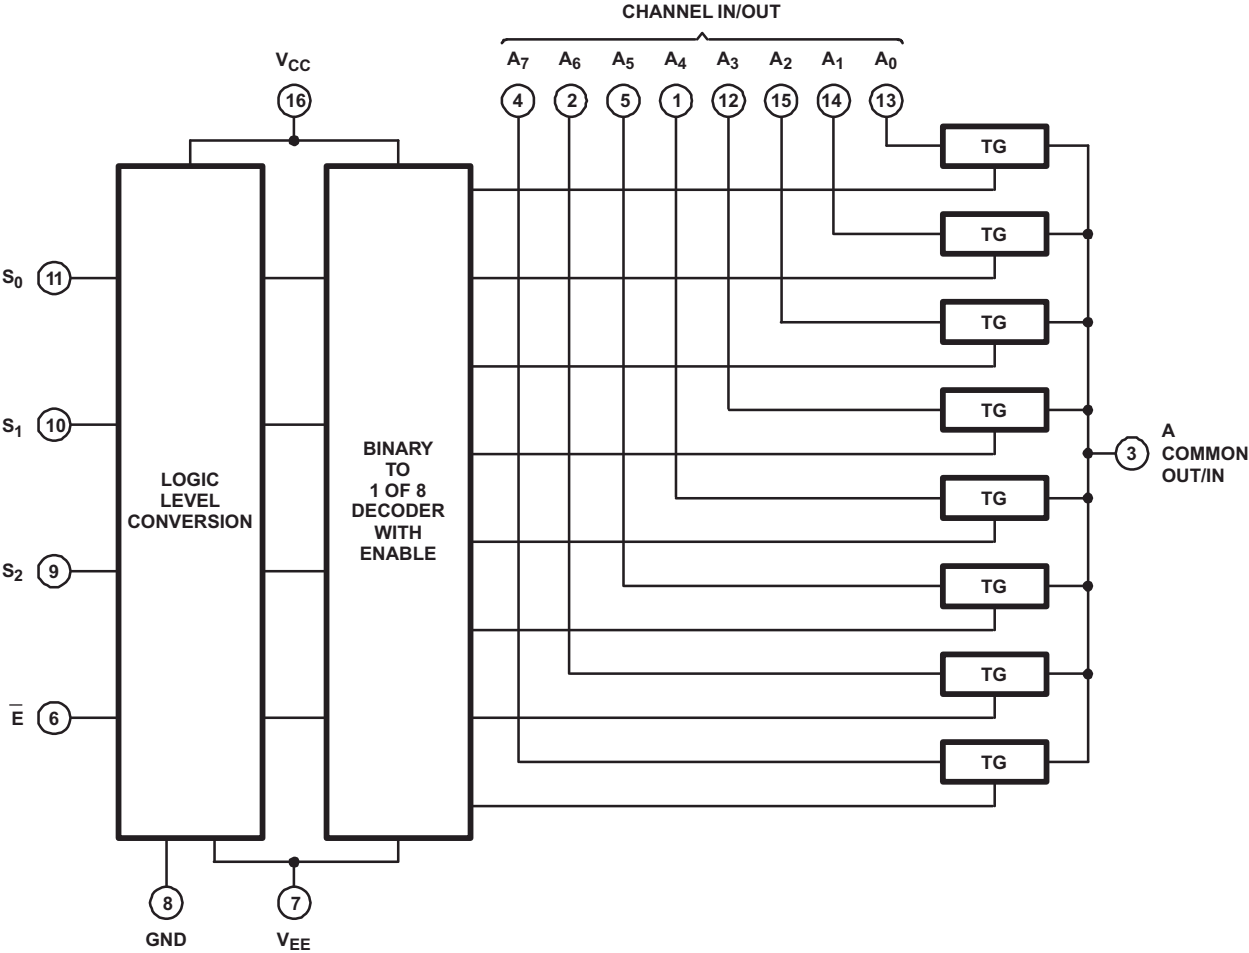 CHANNEL IN/OUT
VCC
A7 A6 A5 A4 A3 A2 A1 A0
16 4 2 5 1 12 15 14 13
TG
TG
S0 11
TG
TG
S1 10
A
COMMON
OUT/IN
3
BINARY
TO
1 OF 8
DECODER
WITH
ENABLE
LOGIC
LEVEL
CONVERSION
TG
S2 9
TG
TG
E̅ 6
TG
8 7
GND VEE